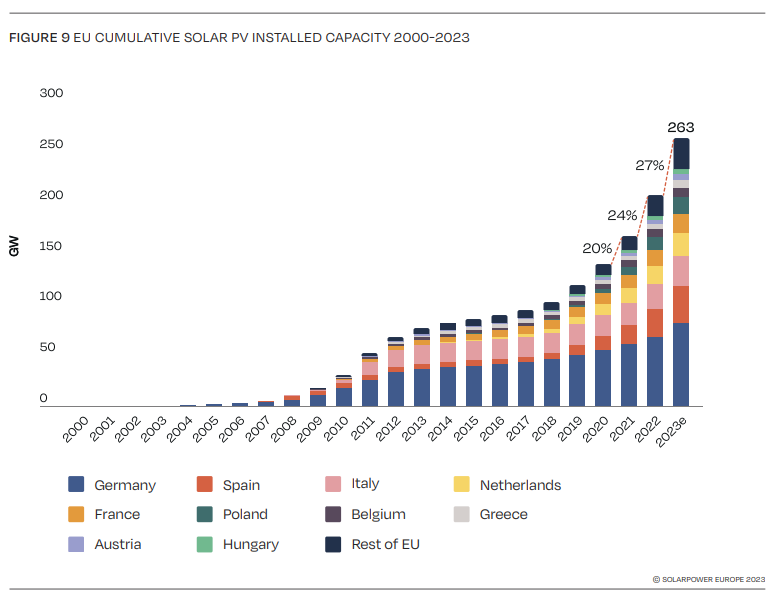 FIGURE 9 EU CUMULATIVE SOLAR PV INSTALLED CAPACITY 2000-2023
300
250
200
150
100
50
0
GW
263
27%
24%
20%
2000 2001 2002 2003 2004 2005 2006 2007 2008 2009 2010 2011 2012 2013 2014 2015 2016 2017 2018 2019 2020 2021 2022 2023e
Germany Spain Italy Netherlands
France Poland Belgium Greece
Austria Hungary Rest of EU
© SOLARPOWER EUROPE 2023